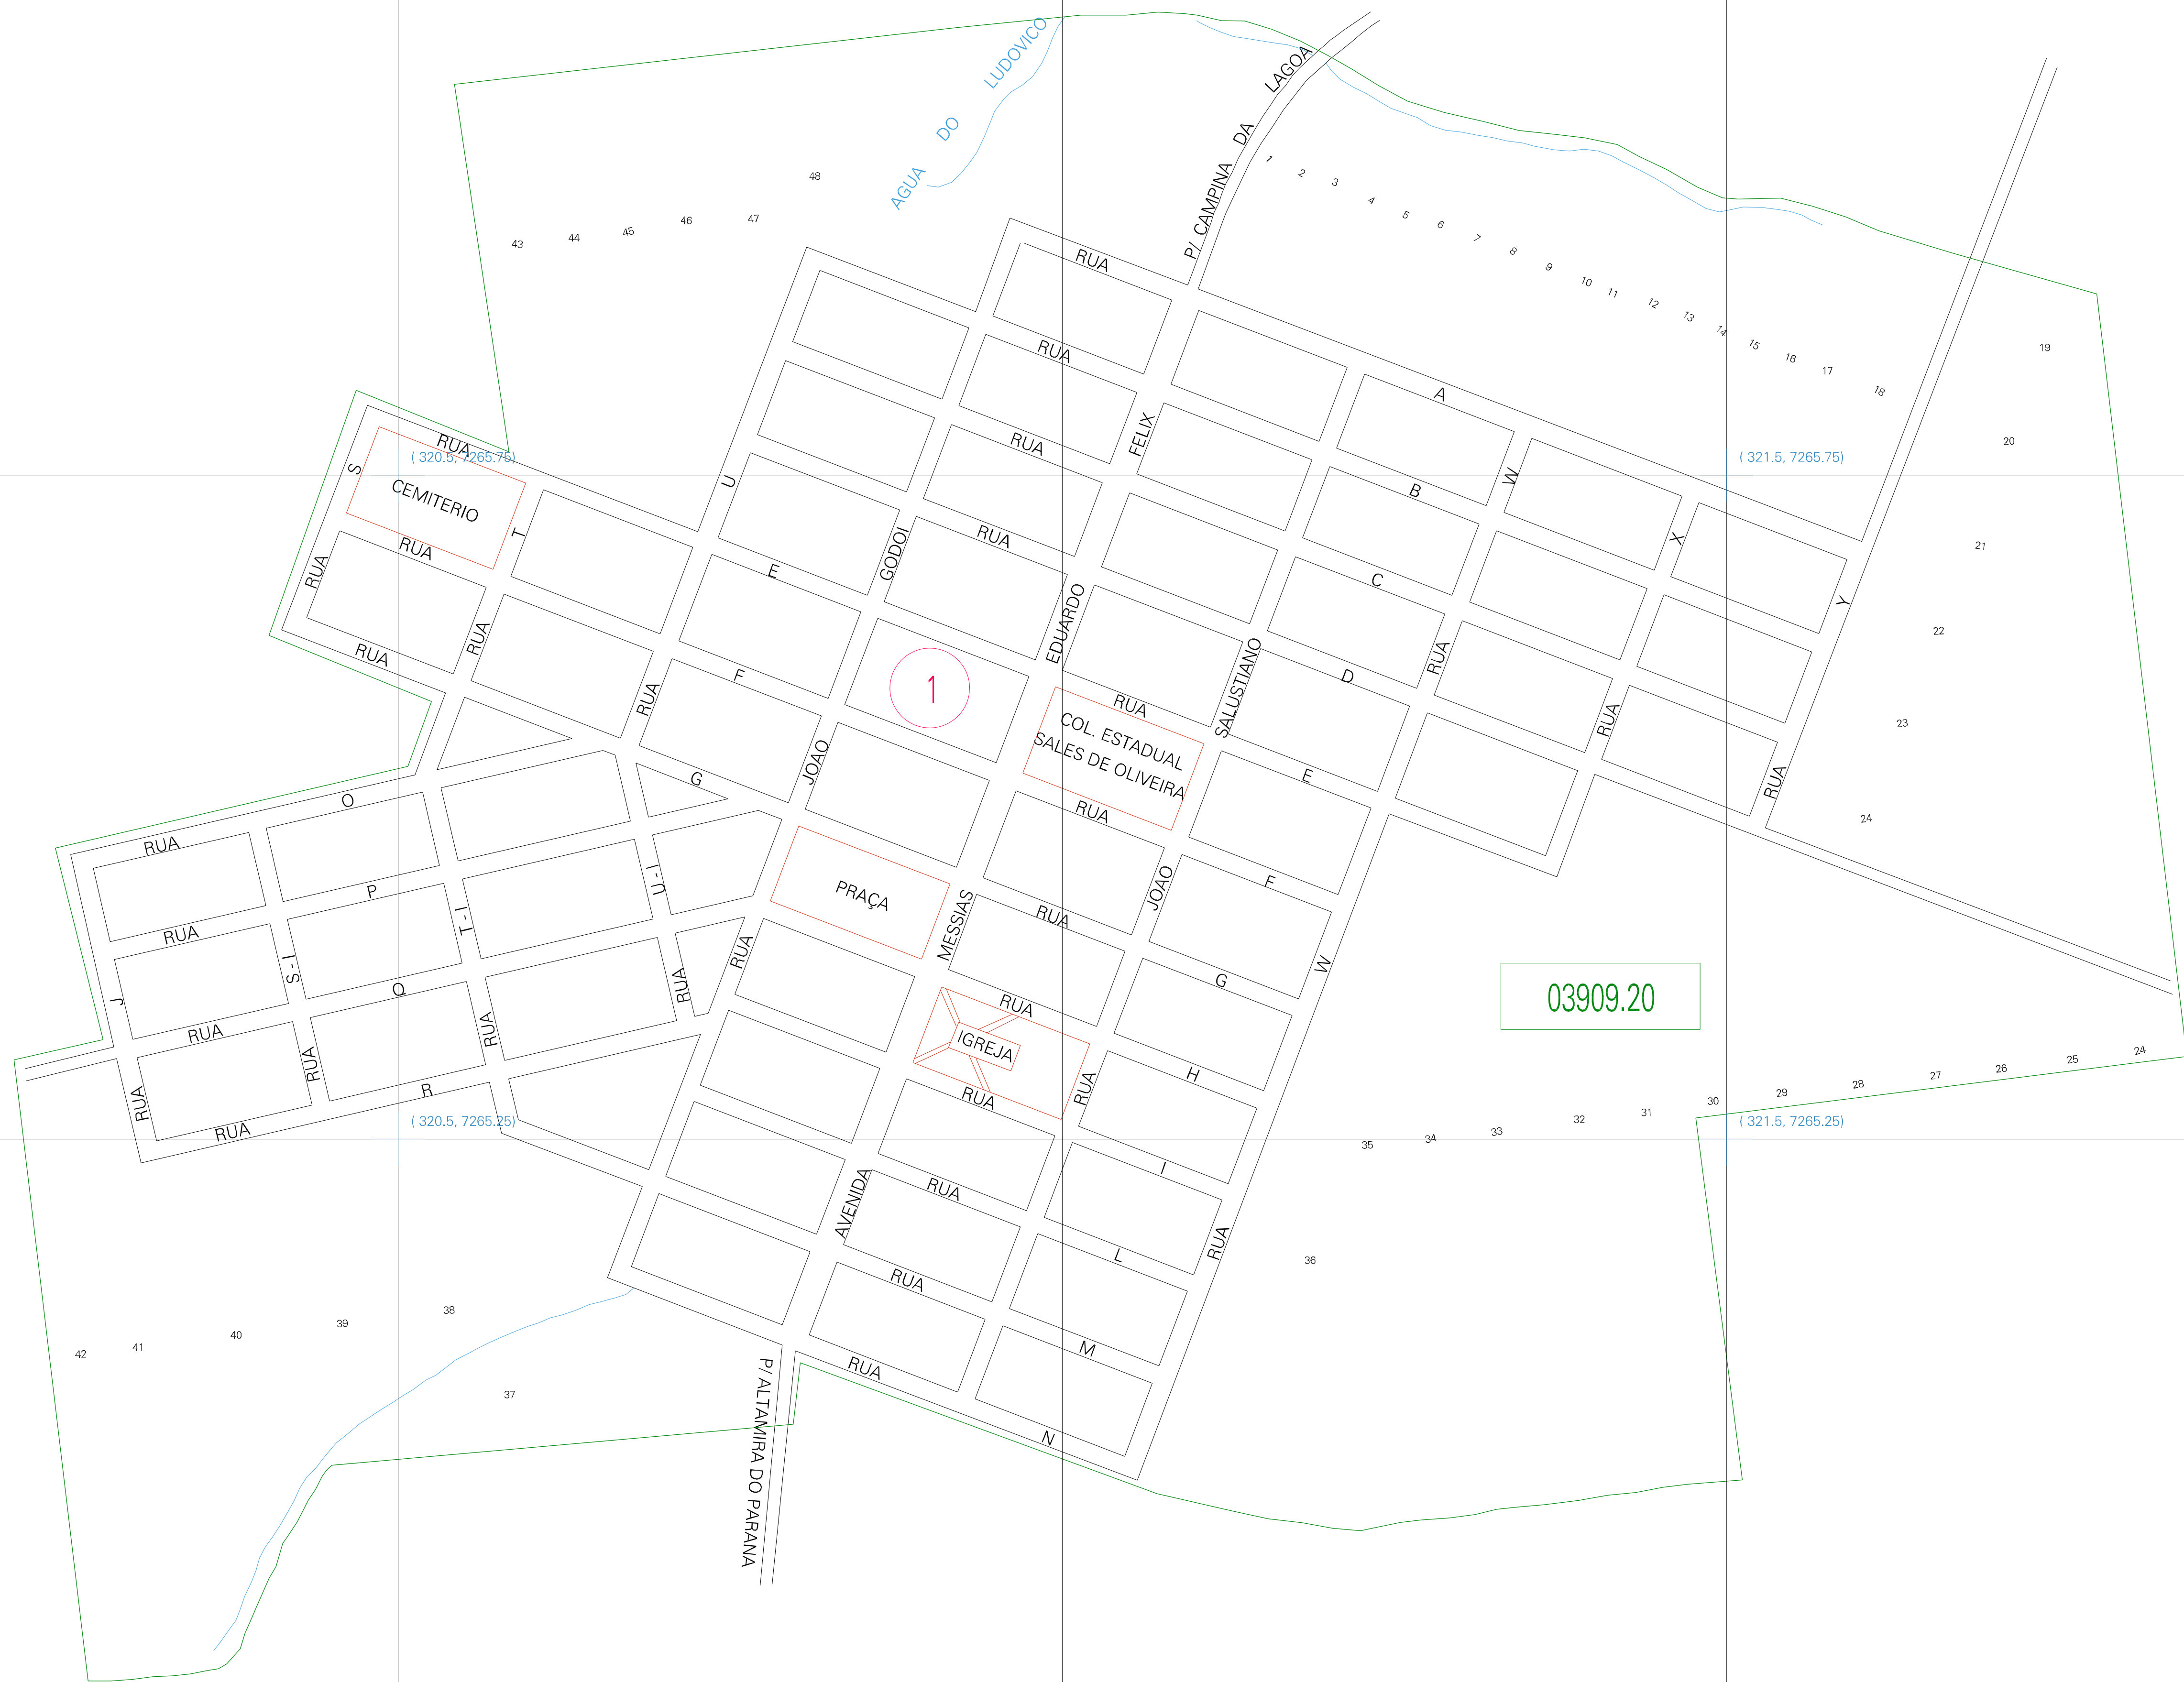 AGUA DO LUDOVICO
P/ CAMPINA DA LAGOA
1
2
3
4
5
6
7
8
9
10
11
12
13
14
15
16
17
18
19
20
21
22
23
24
43
44
45
46
47
48
RUA A
RUA B
RUA C
RUA D
RUA E
RUA F
RUA G
RUA
CEMITERIO
RUA E
RUA F
RUA G
RUA H
RUA I
RUA L
RUA M
RUA N
RUA S
RUA T
RUA U
RUA JOAO GODOI
AVENIDA MESSIAS EDUARDO FELIX
RUA JOAO SALUSTIANO
RUA W
RUA W
RUA X
RUA Y
( 320.5, 7265.75)
( 321.5, 7265.75)
1
COL. ESTADUAL
SALES DE OLIVEIRA
PRAÇA
IGREJA
RUA O
RUA P
RUA Q
RUA R
RUA J
RUA S-I
RUA T-I
RUA U-I
03909.20
( 320.5, 7265.25)
( 321.5, 7265.25)
24
25
26
27
28
29
30
31
32
33
34
35
36
37
38
39
40
41
42
P/ ALTAMIRA DO PARANA